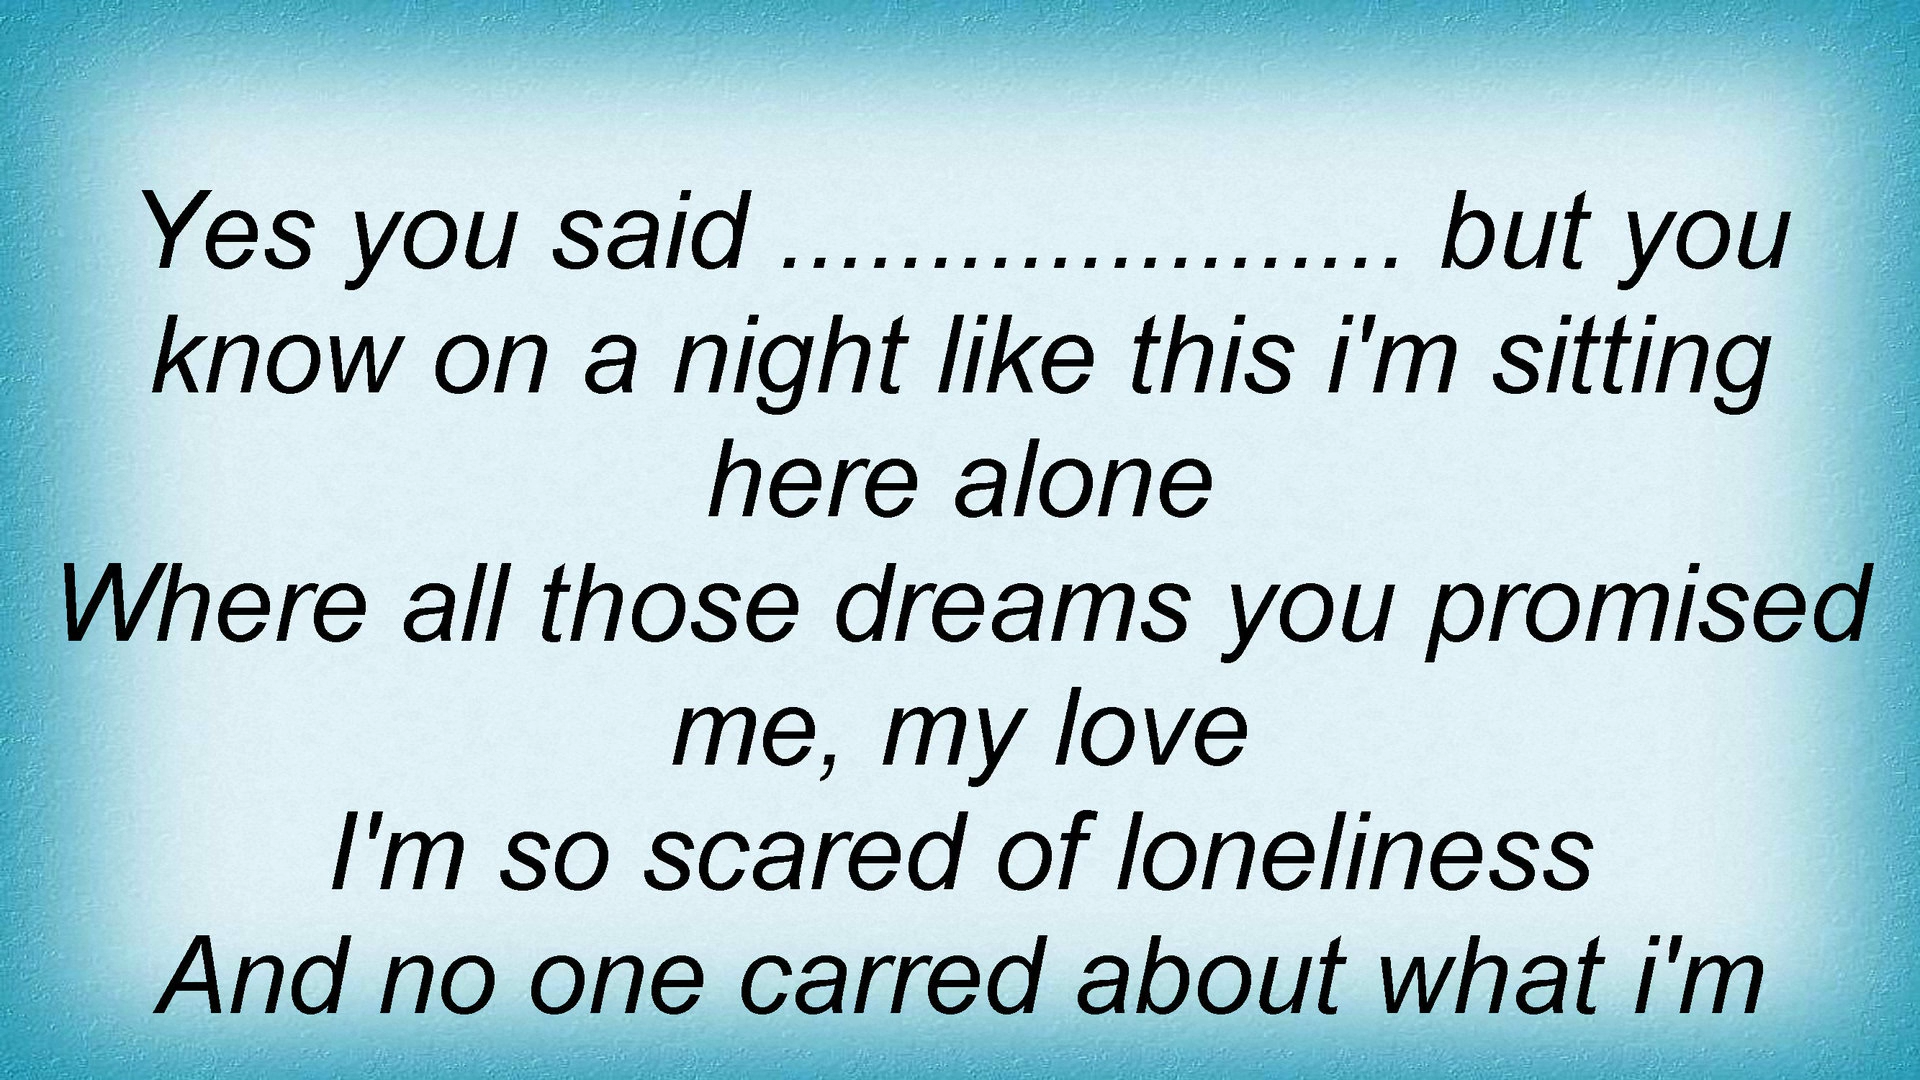 Yes you said ..................... but you
know on a night like this i'm sitting
here alone
Where all those dreams you promised
me, my love
I'm so scared of loneliness
And no one carred about what i'm